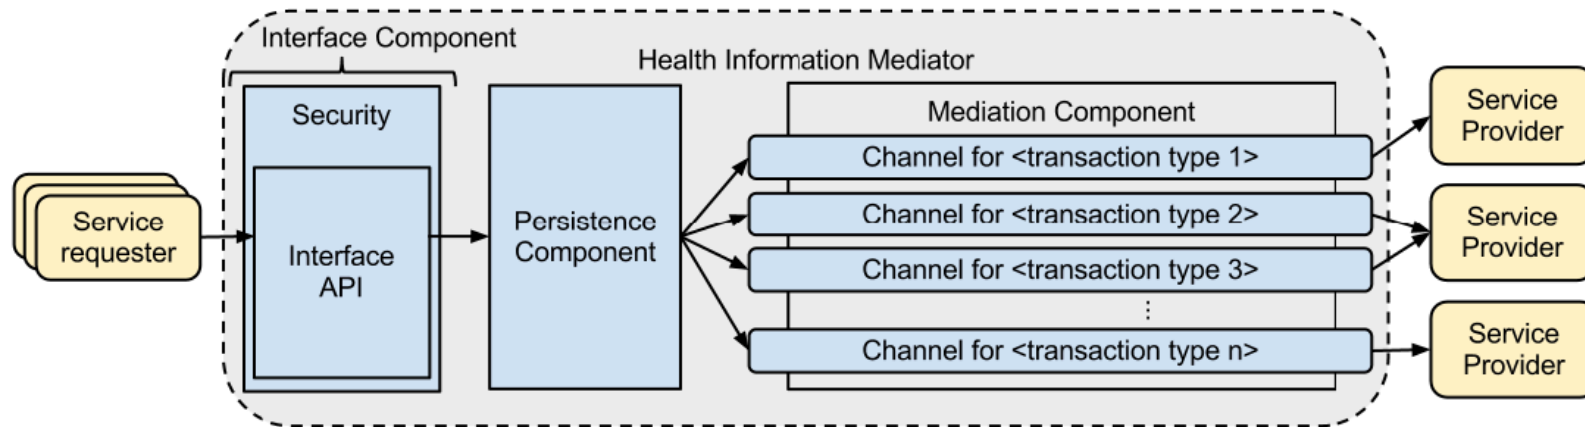 Interface Component
Health Information Mediator
Security
Interface
API
Service
requester
Persistence
Component
Mediation Component
Channel for <transaction type 1>
Channel for <transaction type 2>
Channel for <transaction type 3>
⋮
Channel for <transaction type n>
Service
Provider
Service
Provider
Service
Provider